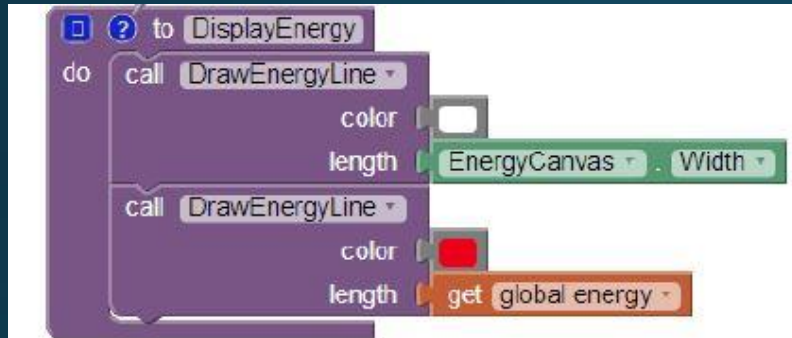 ? to DisplayEnergy
do call DrawEnergyLine
color
length EnergyCanvas . Width
call DrawEnergyLine
color
length get global energy